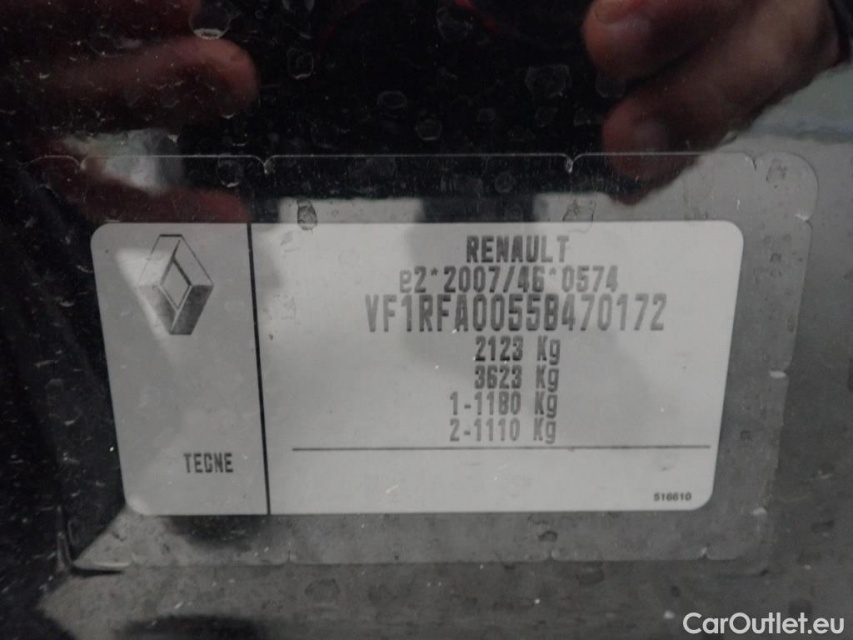 RENAULT
e2*2007/46*0574
VF1RFA00558470172
2123 Kg
3623 Kg
1-1180 Kg
2-1110 Kg
TECNE
516610
CarOutlet.eu